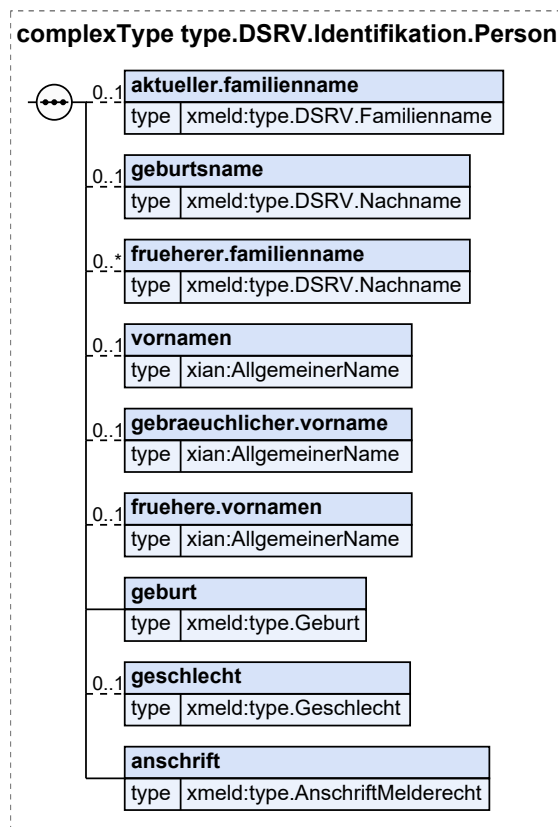 complexType type.DSRV.Identifikation.Person
0..1
aktueller.familienname
type xmeld:type.DSRV.Familienname
0..1
geburtsname
type xmeld:type.DSRV.Nachname
0..*
frueherer.familienname
type xmeld:type.DSRV.Nachname
0..1
vornamen
type xian:AllgemeinerName
0..1
gebraeuchlicher.vorname
type xian:AllgemeinerName
0..1
fruehere.vornamen
type xian:AllgemeinerName
geburt
type xmeld:type.Geburt
0..1
geschlecht
type xmeld:type.Geschlecht
anschrift
type xmeld:type.AnschriftMelderecht